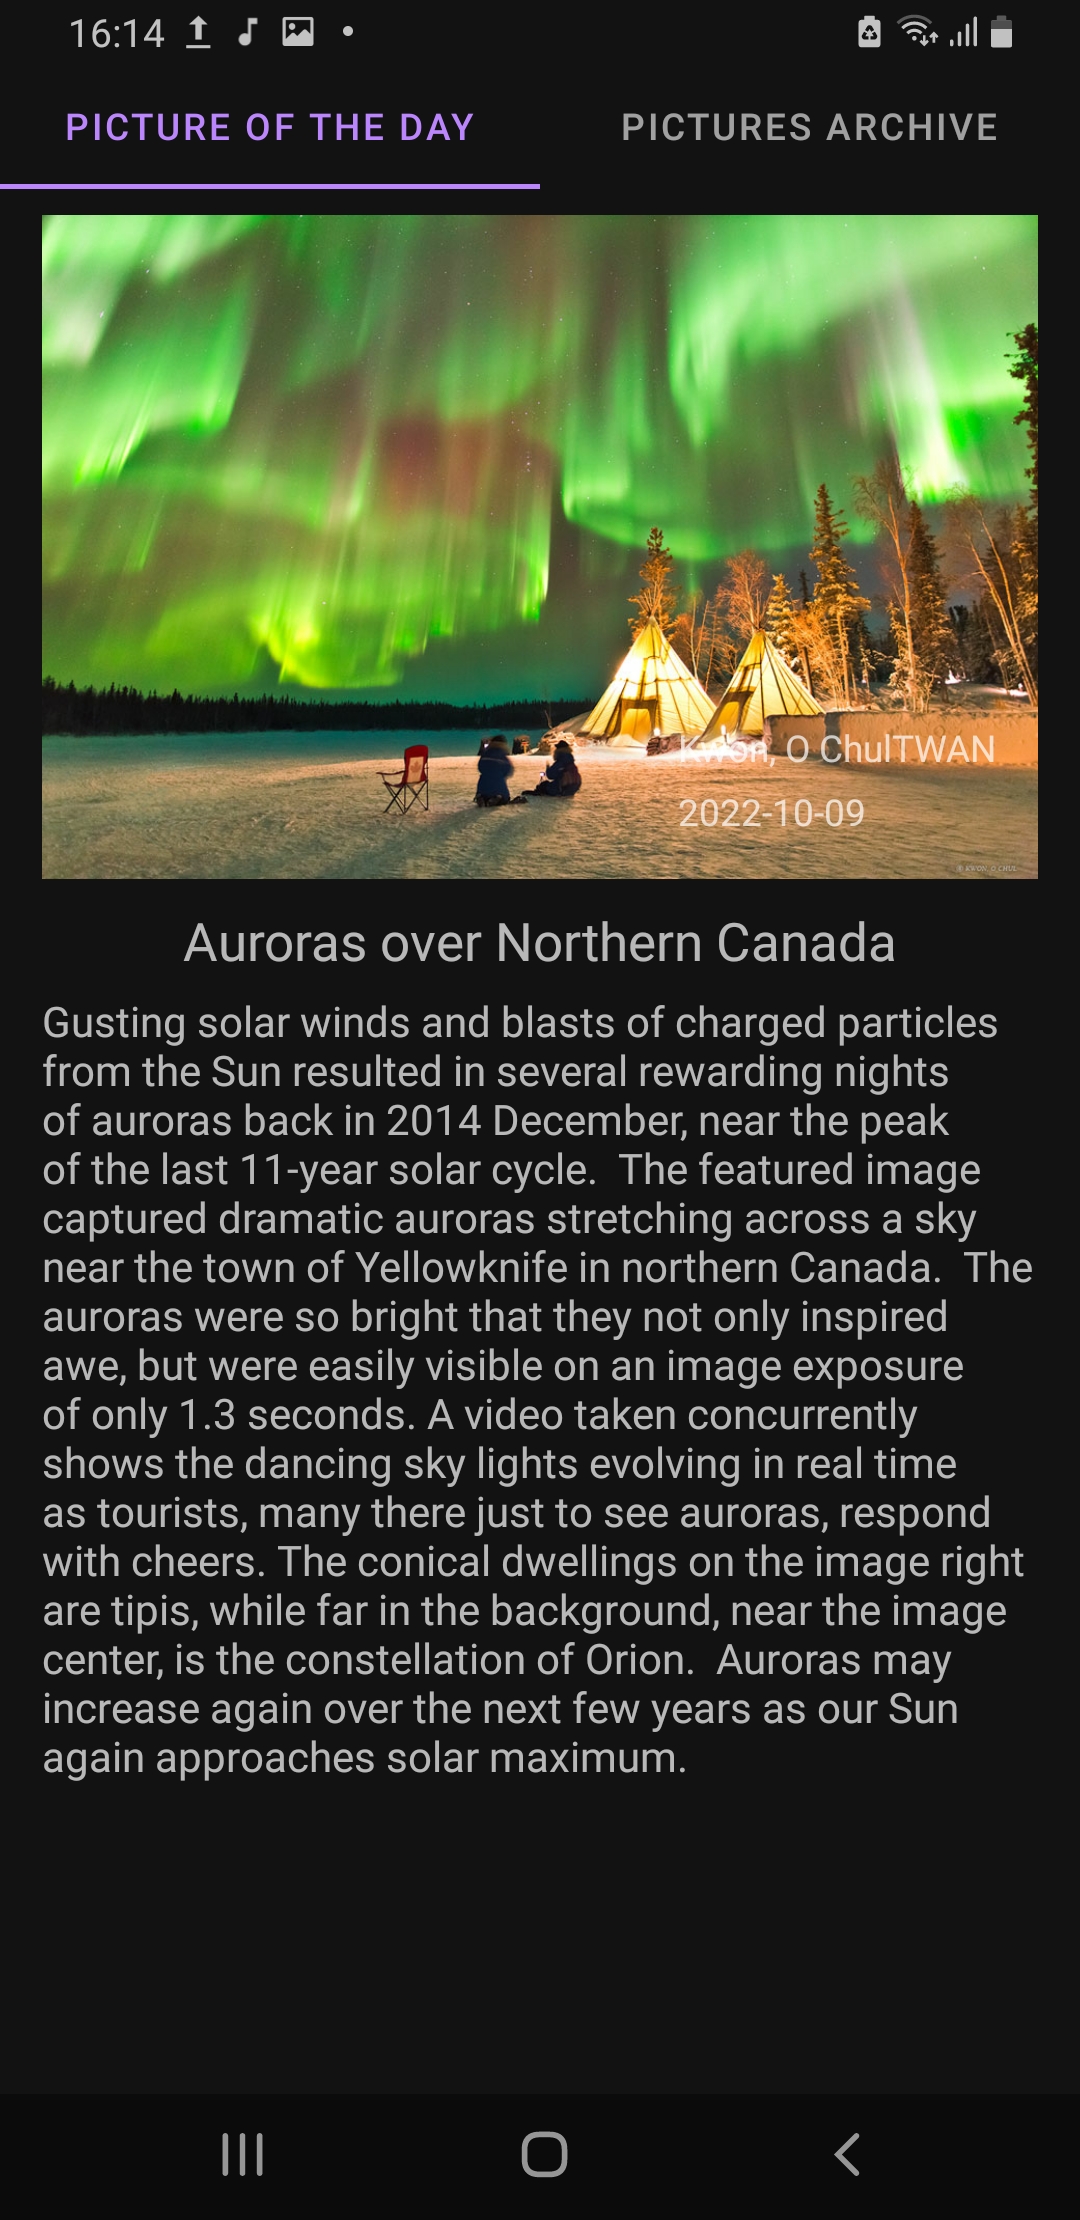 16:14
PICTURE OF THE DAY
PICTURES ARCHIVE
Kwon, O ChulTWAN
2022-10-09
© KWON, O CHUL
Auroras over Northern Canada
Gusting solar winds and blasts of charged particles
from the Sun resulted in several rewarding nights
of auroras back in 2014 December, near the peak
of the last 11-year solar cycle.  The featured image
captured dramatic auroras stretching across a sky
near the town of Yellowknife in northern Canada.  The
auroras were so bright that they not only inspired
awe, but were easily visible on an image exposure
of only 1.3 seconds. A video taken concurrently
shows the dancing sky lights evolving in real time
as tourists, many there just to see auroras, respond
with cheers. The conical dwellings on the image right
are tipis, while far in the background, near the image
center, is the constellation of Orion.  Auroras may
increase again over the next few years as our Sun
again approaches solar maximum.